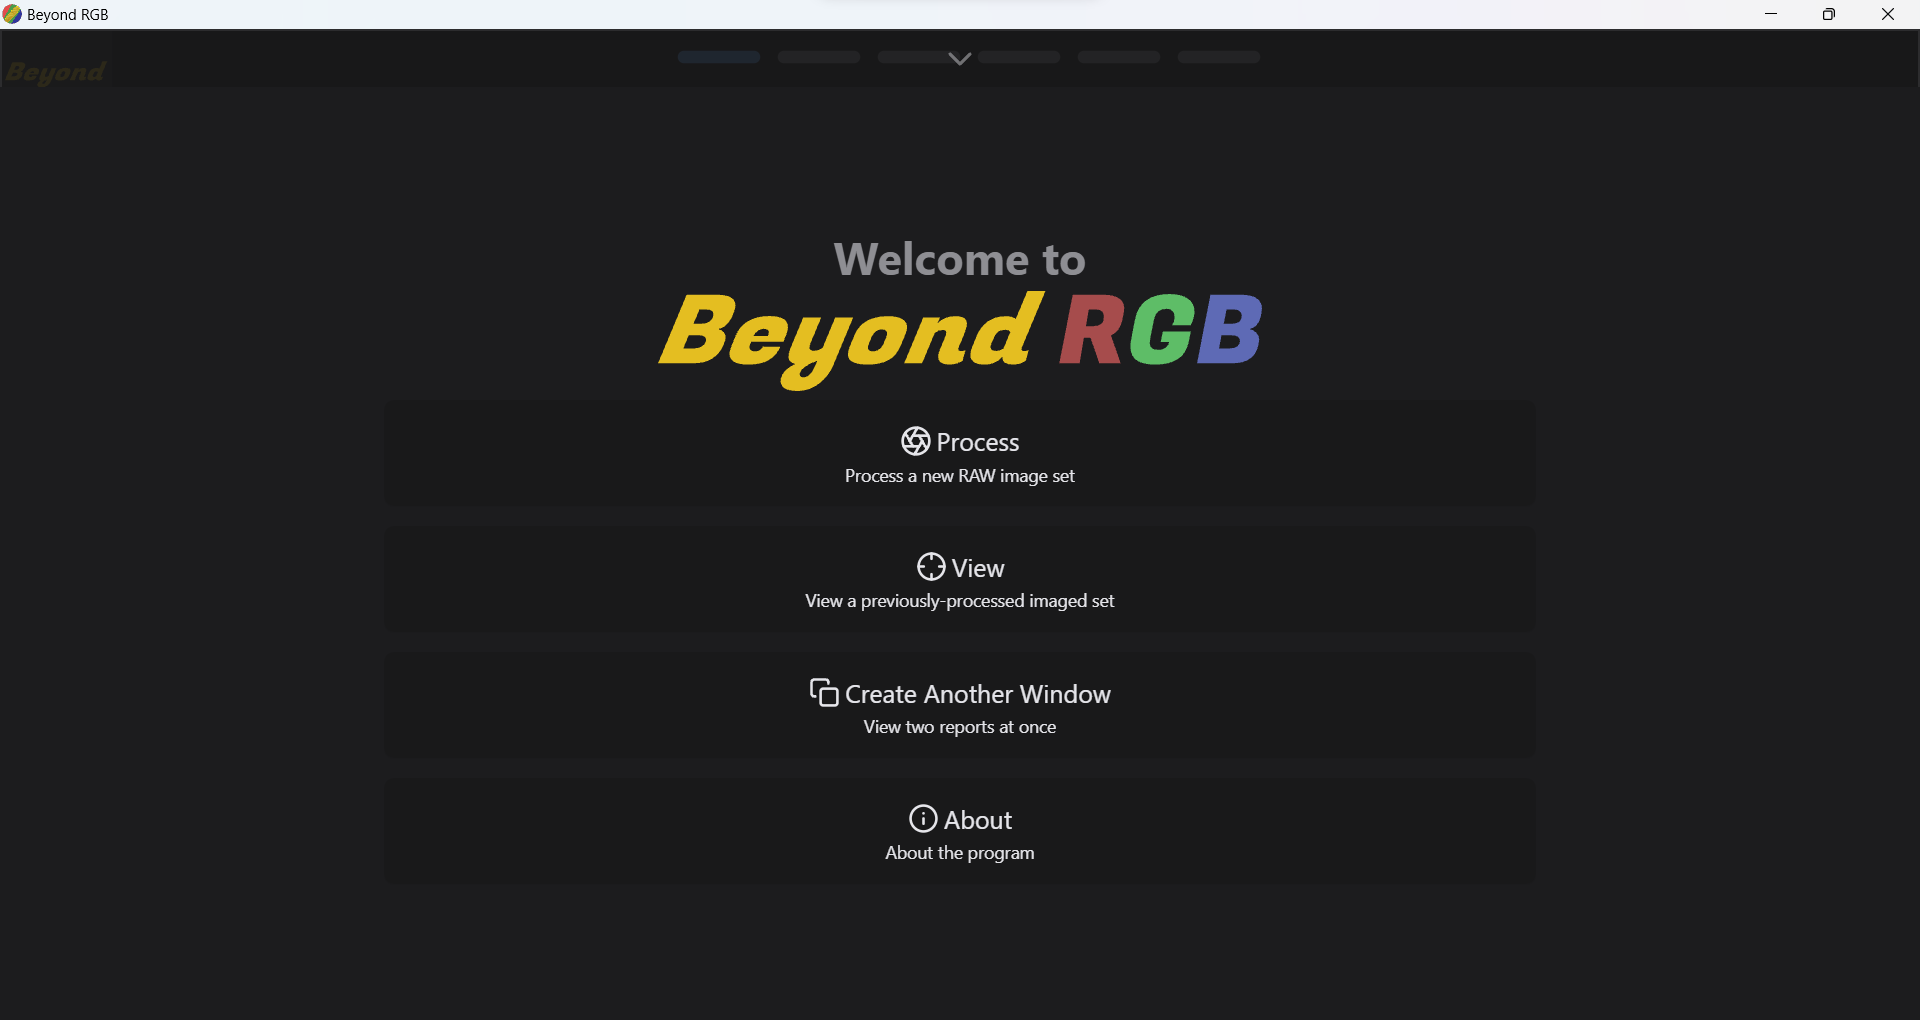 Beyond RGB
Beyond
Welcome to
Beyond RGB
Process
Process a new RAW image set
View
View a previously-processed imaged set
Create Another Window
View two reports at once
About
About the program